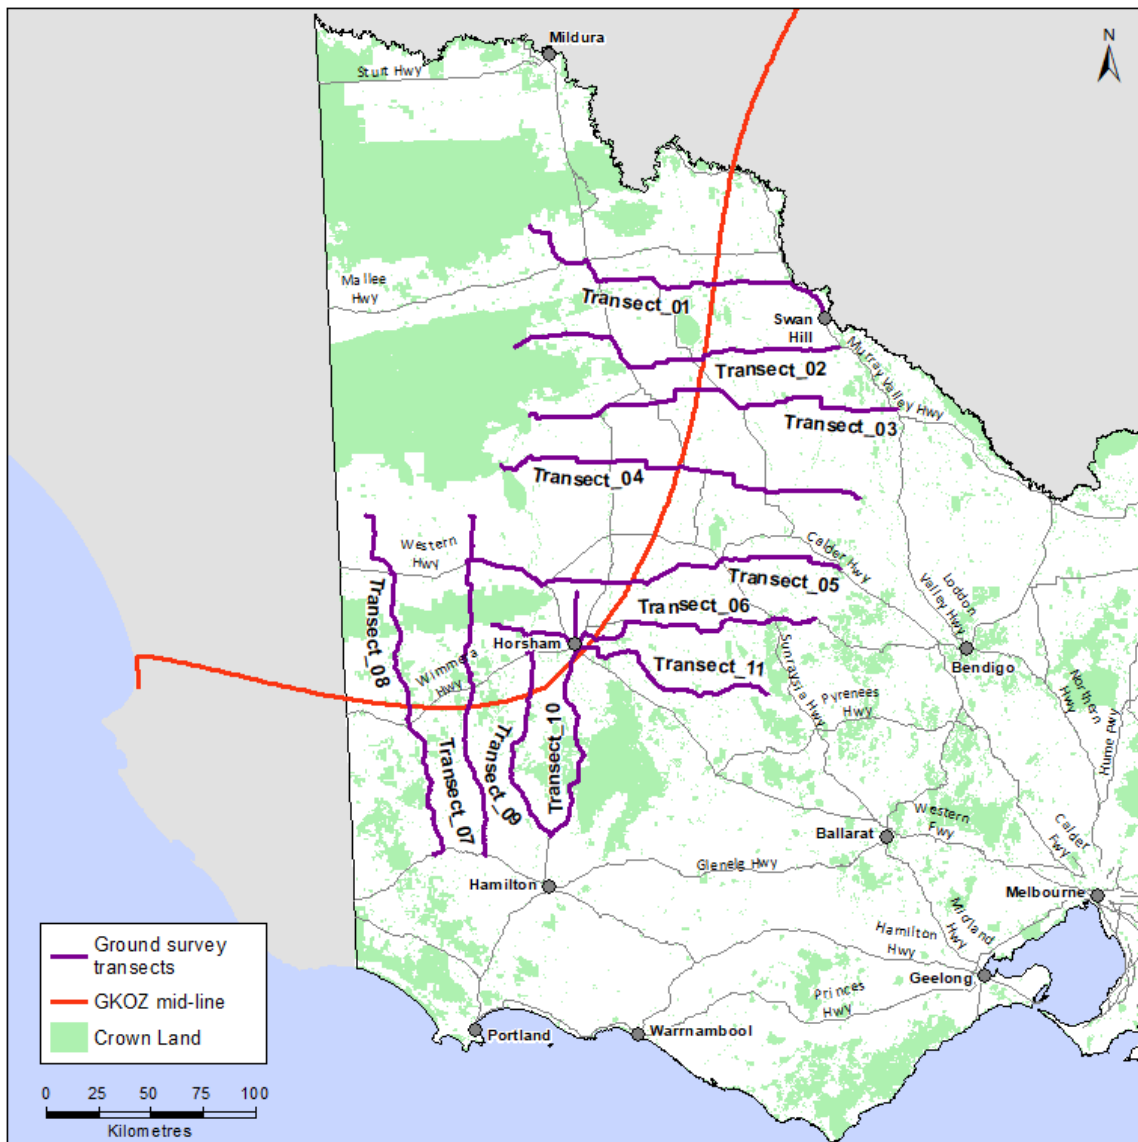 N
Mildura
Sturt Hwy
Mallee
Hwy
Transect_01
Swan
Hill
Murray Valley Hwy
Transect_02
Transect_03
Transect_04
Western
Hwy
Calder Hwy
Transect_05
Transect_06
Loddon
Valley Hwy
Transect_08
Horsham
Wimmera
Hwy
Transect_11
Sunraysia Hwy
Bendigo
Pyrenees
Hwy
Northern
Hwy
Hume Fwy
Transect_10
Transect_09
Transect_07
Ballarat
Western
Fwy
Calder
Fwy
Glenelg Hwy
Hamilton
Melbourne
Midland
Hwy
Hamilton
Hwy
Geelong
Princes
Hwy
Portland
Warrnambool
Ground survey
transects
GKOZ mid-line
Crown Land
0 25 50 75 100
Kilometres